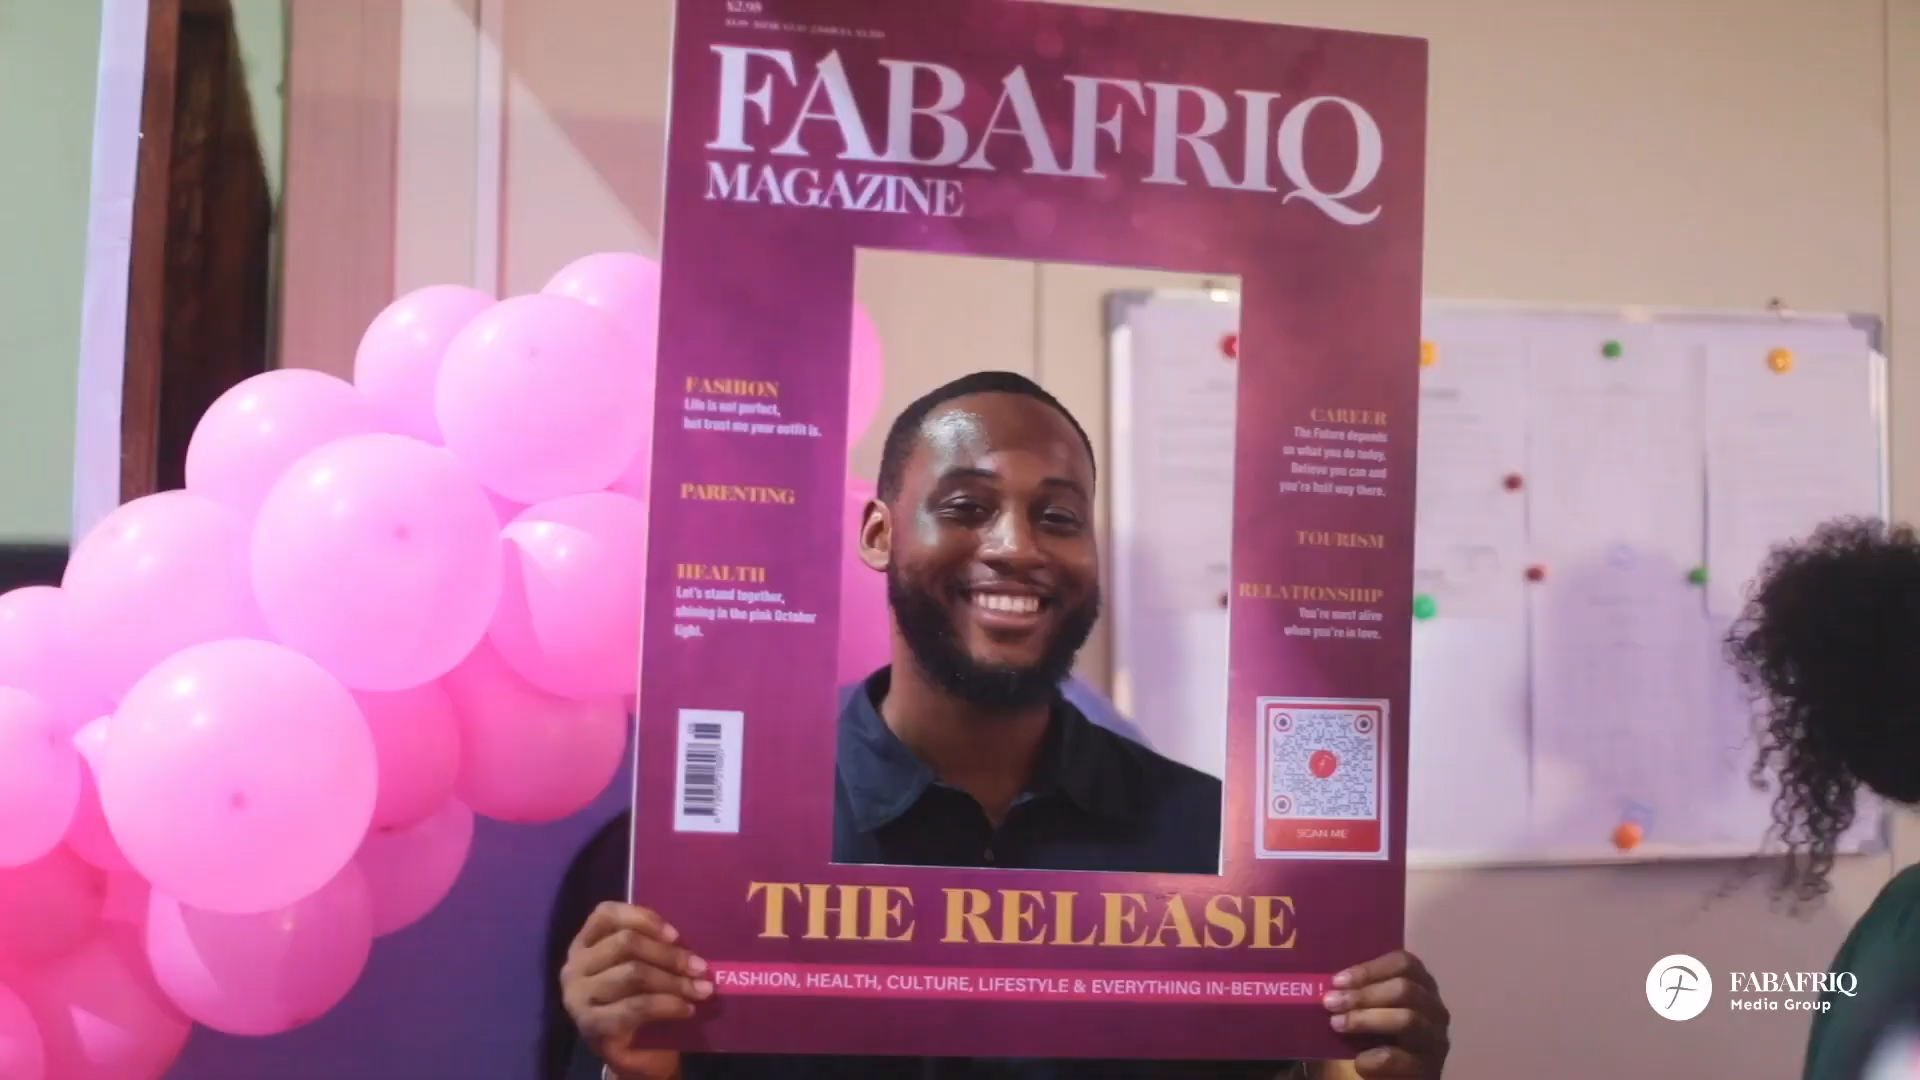 FABAFRIQ
MAGAZINE
FASHION
Life is not perfect,
but trust me your outfit is.
PARENTING
HEALTH
Let's stand together,
shining in the pink October
light.
CAREER
The Future depends
on what you do today.
Believe you can and
you're half way there.
TOURISM
RELATIONSHIP
You're most alive
when you're in love.
SCAN ME
THE RELEASE
FASHION, HEALTH, CULTURE, LIFESTYLE & EVERYTHING IN-BETWEEN !
FABAFRIQ
Media Group